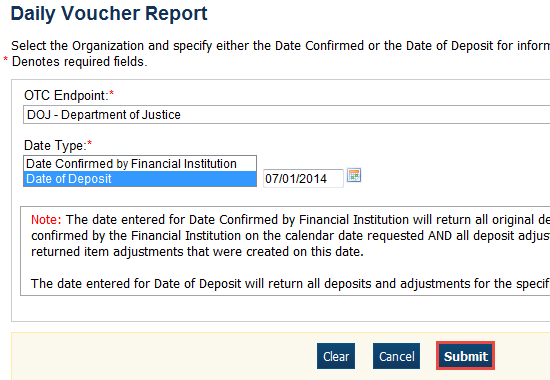 Daily Voucher Report
Select the Organization and specify either the Date Confirmed or the Date of Deposit for
* Denotes required fields.
OTC Endpoint:*
DOJ - Department of Justice
Date Type:*
Date Confirmed by Financial Institution
Date of Deposit 07/01/2014
Note: The date entered for Date Confirmed by Financial Institution will return all original
confirmed by the Financial Institution on the calendar date requested AND all deposit
returned item adjustments that were created on this date.
The date entered for Date of Deposit will return all deposits and adjustments for the
Clear Cancel Submit